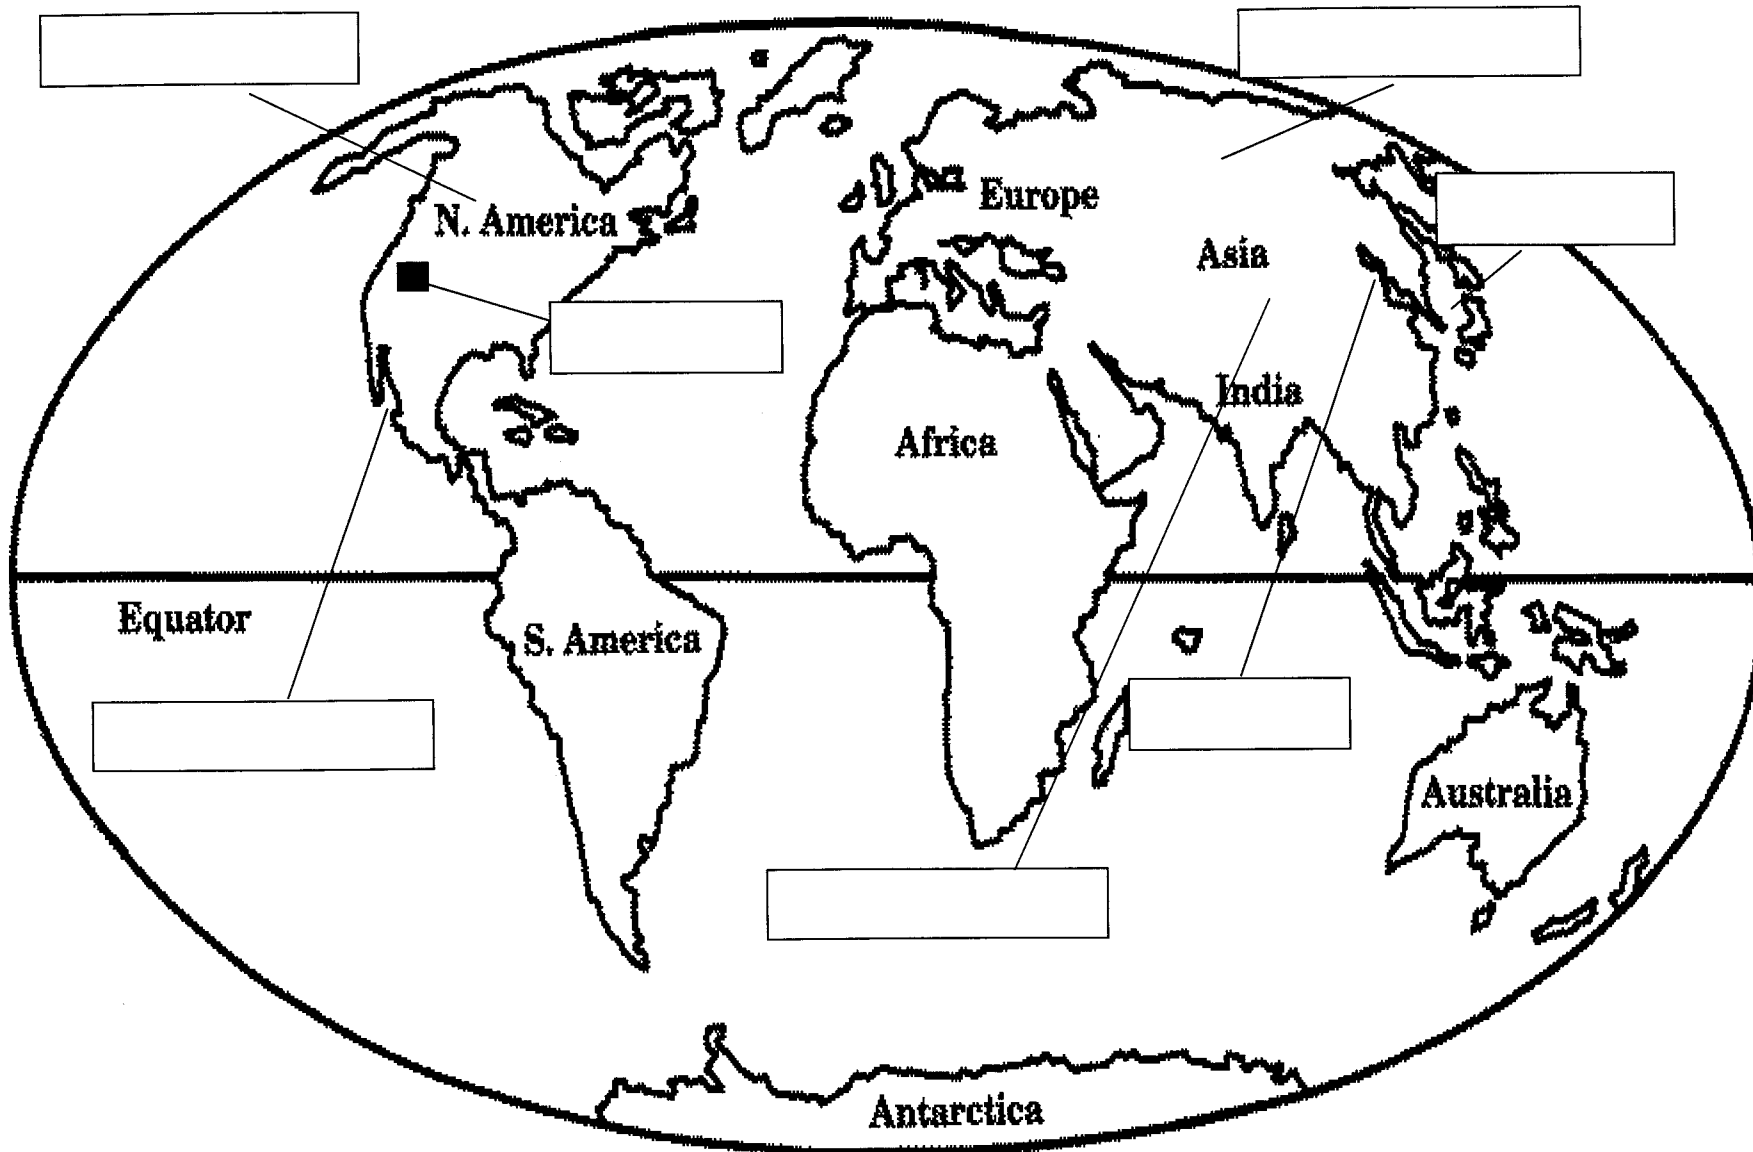 N. America
Europe
Asia
India
Africa
Equator
S. America
Australia
Antarctica